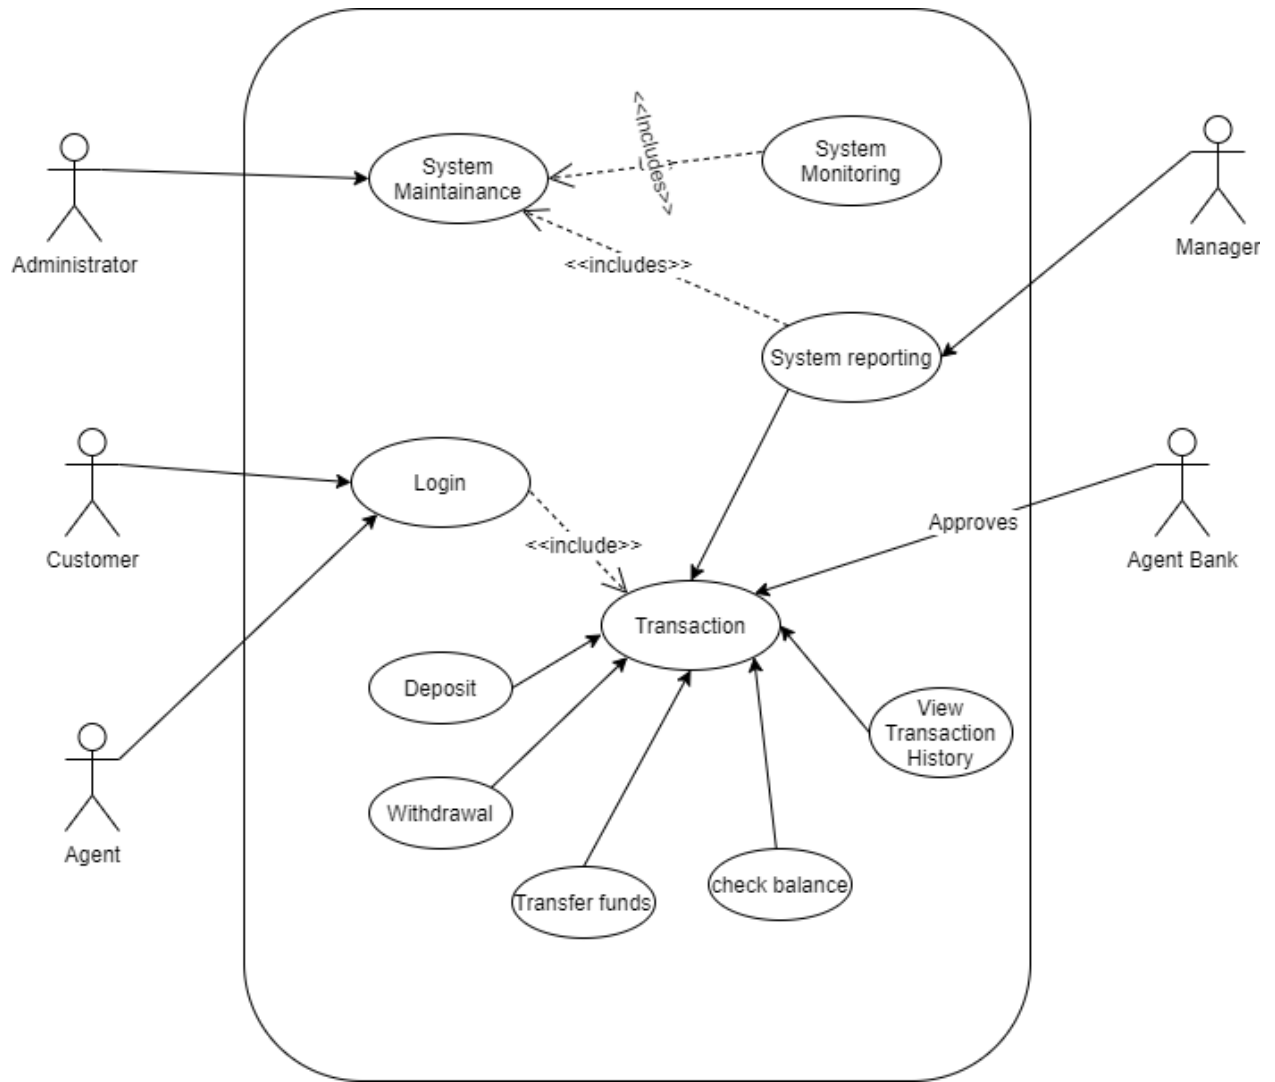 <<Includes>>
System
Maintainance
System
Monitoring
Administrator
Manager
<<includes>>
System reporting
Login
Customer
Approves
Agent Bank
<<include>>
Transaction
Deposit
View
Transaction
History
Withdrawal
Agent
Transfer funds
check balance